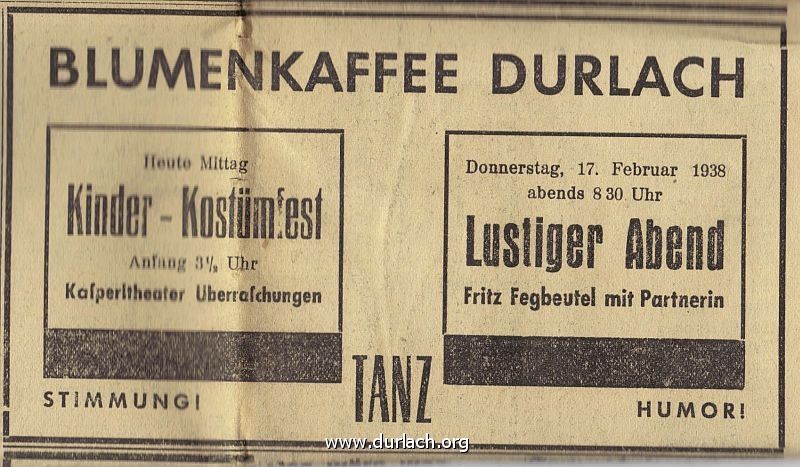 BLUMENKAFFEE DURLACH
Heute Mittag
Kinder - Kostümfest
Anfang 3½ Uhr
Kasperltheater Überraschungen
STIMMUNG!
Donnerstag, 17. Februar 1938
abends 8 30 Uhr
Lustiger Abend
Fritz Fegbeutel mit Partnerin
TANZ
HUMOR!
www.durlach.org